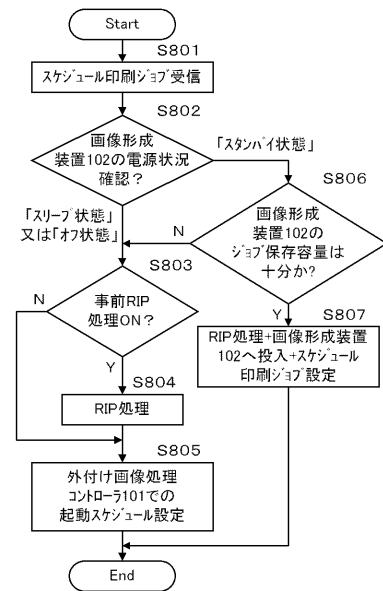 Start
S801
スケジュール印刷ジョブ受信
S802
画像形成
装置102の電源状況
確認？
「スタンバイ状態」
S806
「スリープ状態」
又は「オフ状態」
画像形成
装置102の
ジョブ保存容量は
十分か？
N
S803
N
事前RIP
処理ON？
Y
S807
RIP処理+画像形成装置
102へ投入+スケジュール
印刷ジョブ設定
Y
S804
RIP処理
S805
外付け画像処理
コントローラ101での
起動スケジュール設定
End